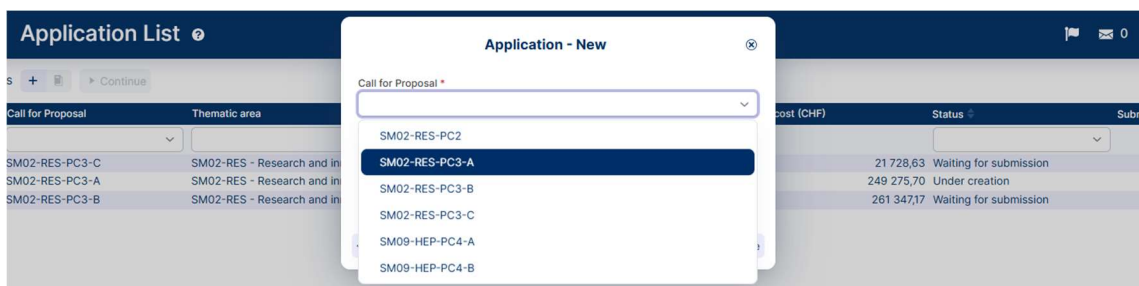 Application List ?
0
Application - New
s + Continue
Call for Proposal *
Call for Proposal Thematic area cost (CHF) Status Subr
SM02-RES-PC2
SM02-RES-PC3-A
SM02-RES-PC3-B
SM02-RES-PC3-C
SM09-HEP-PC4-A
SM09-HEP-PC4-B
SM02-RES-PC3-C SM02-RES - Research and in 21 728,63 Waiting for submission
SM02-RES-PC3-A SM02-RES - Research and in 249 275,70 Under creation
SM02-RES-PC3-B SM02-RES - Research and in 261 347,17 Waiting for submission